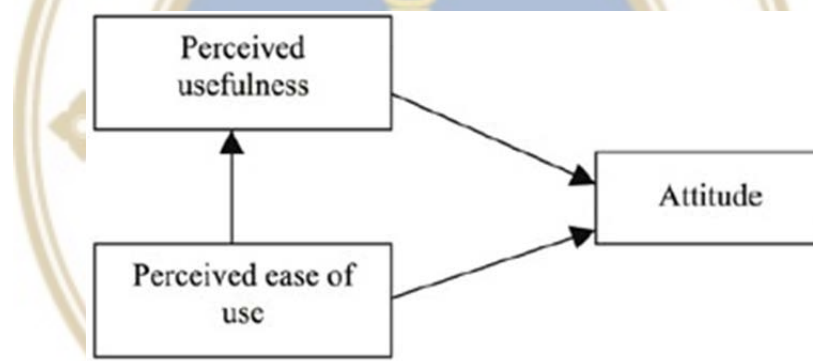 Perceived
usefulness
Attitude
Perceived ease of
use